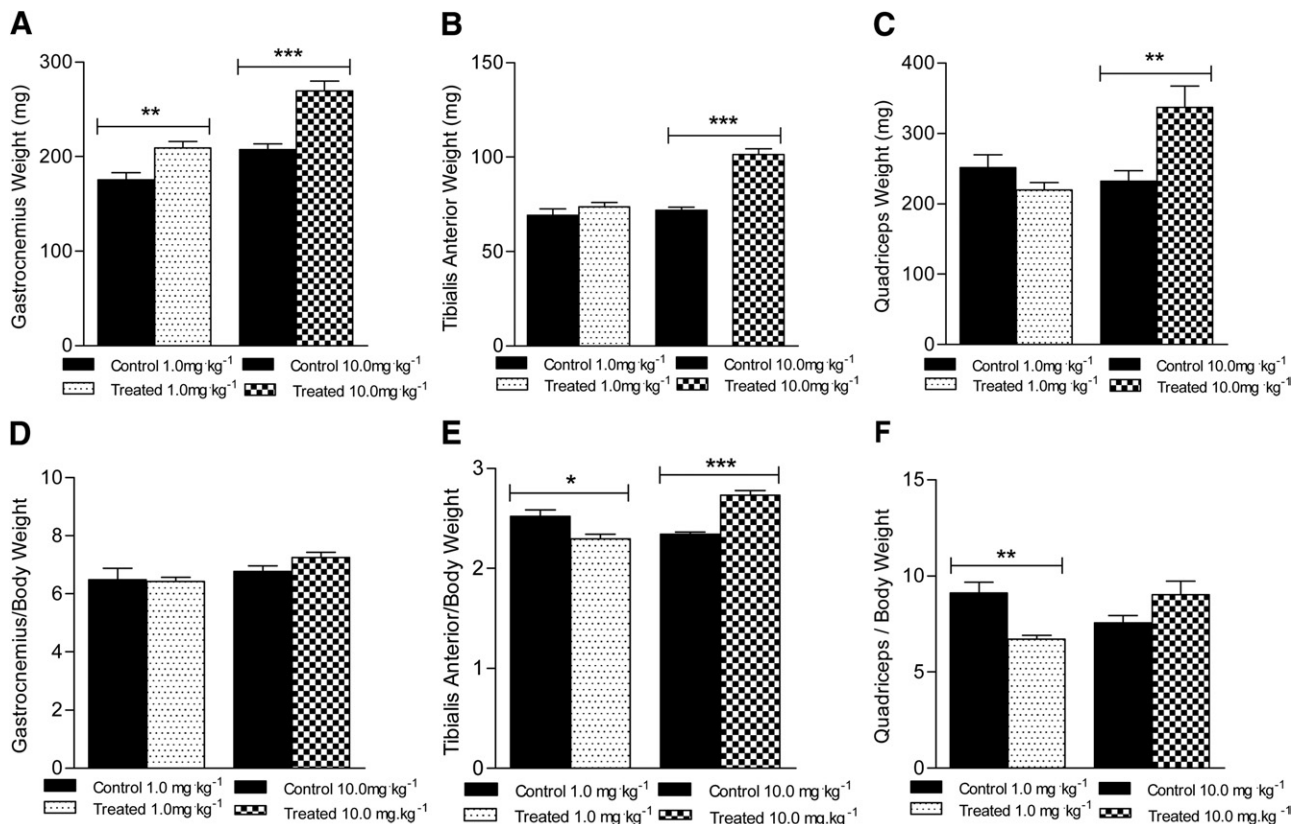 A
Gastrocnemius Weight (mg)
300
200
100
0
**
***
Control 1.0mg·kg⁻¹ Control 10.0mg·kg⁻¹
Treated 1.0mg·kg⁻¹ Treated 10.0mg·kg⁻¹
B
Tibialis Anterior Weight (mg)
150
100
50
0
***
Control 1.0mg·kg⁻¹ Control 10.0mg·kg⁻¹
Treated 1.0mg·kg⁻¹ Treated 10.0mg·kg⁻¹
C
Quadriceps Weight (mg)
400
300
200
100
0
**
Control 1.0mg·kg⁻¹ Control 10.0mg·kg⁻¹
Treated 1.0mg·kg⁻¹ Treated 10.0mg·kg⁻¹
D
Gastrocnemius/Body Weight
10
8
6
4
2
0
Control 1.0 mg·kg⁻¹ Control 10.0mg·kg⁻¹
Treated 1.0mg·kg⁻¹ Treated 10.0 mg.kg⁻¹
E
Tibialis Anterior/Body Weight
3
2
1
0
*
***
Control 1.0 mg·kg⁻¹ Control 10.0 mg·kg⁻¹
Treated 1.0 mg·kg⁻¹ Treated 10.0 mg.kg⁻¹
F
Quadriceps / Body Weight
15
10
5
0
**
Control 1.0 mg·kg⁻¹ Control 10.0 mg·kg⁻¹
Treated 1.0 mg·kg⁻¹ Treated 10.0 mg.kg⁻¹